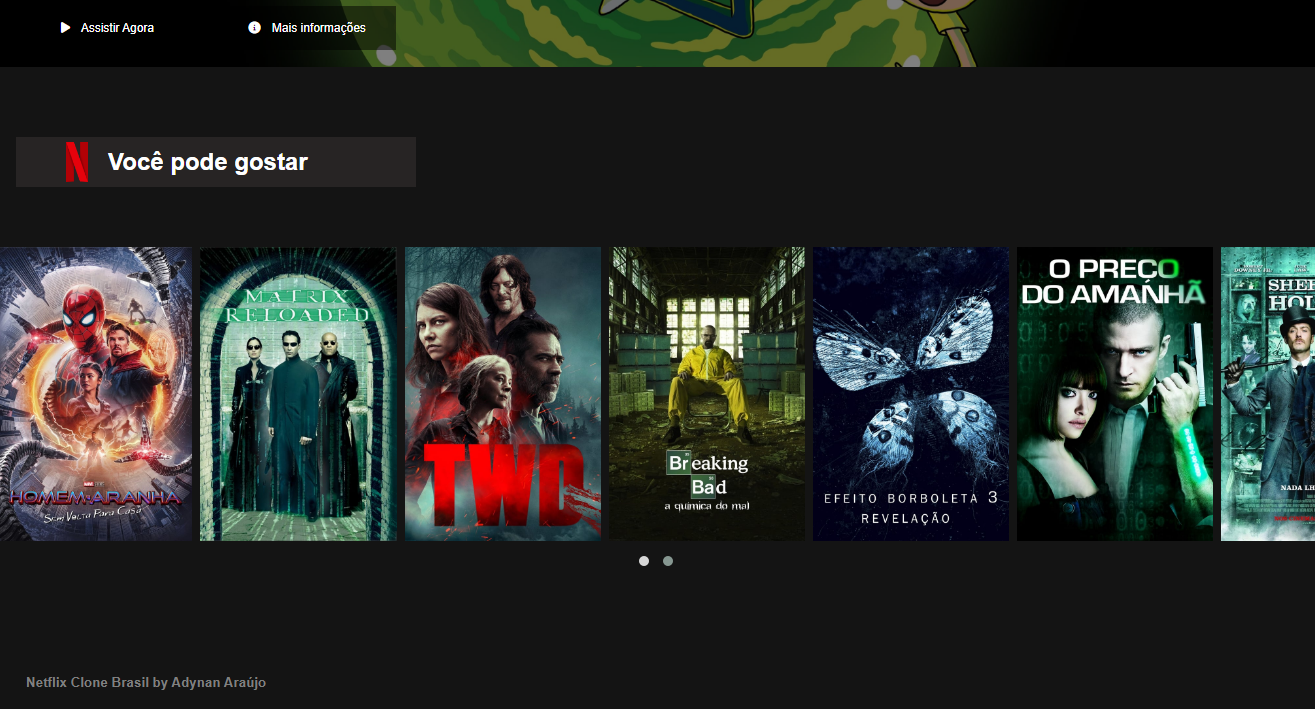 Assistir Agora
Mais informações
Você pode gostar
HOMEM-ARANHA
SEM VOLTA PARA CASA
MATRIX
RELOADED
TWD
Breaking
Bad
a química do mal
EFEITO BORBOLETA 3
REVELAÇÃO
O PREÇO
DO AMANHÃ
SHER
HOL
NADA LH
Netflix Clone Brasil by Adynan Araújo